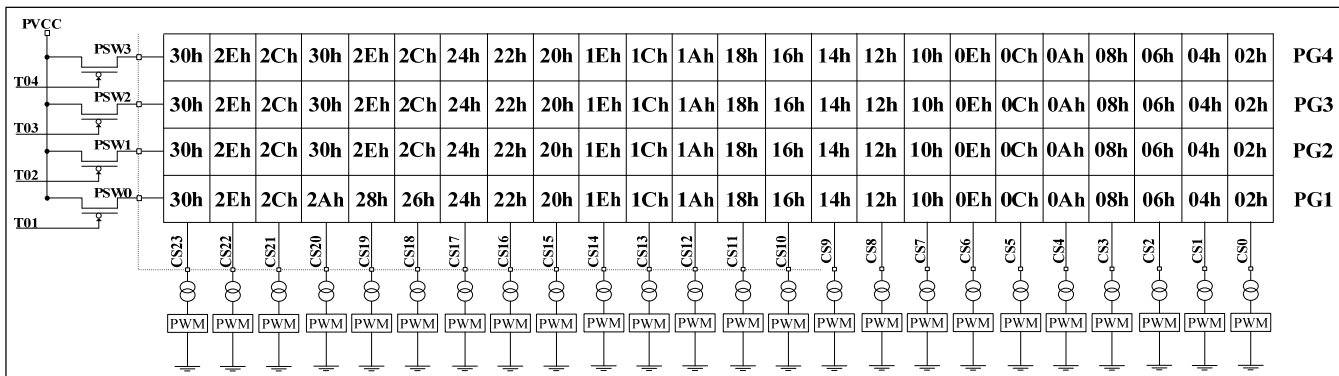 PVCC
PSW3 30h 2Eh 2Ch 30h 2Eh 2Ch 24h 22h 20h 1Eh 1Ch 1Ah 18h 16h 14h 12h 10h 0Eh 0Ch 0Ah 08h 06h 04h 02h PG4
T04
PSW2 30h 2Eh 2Ch 30h 2Eh 2Ch 24h 22h 20h 1Eh 1Ch 1Ah 18h 16h 14h 12h 10h 0Eh 0Ch 0Ah 08h 06h 04h 02h PG3
T03
PSW1 30h 2Eh 2Ch 30h 2Eh 2Ch 24h 22h 20h 1Eh 1Ch 1Ah 18h 16h 14h 12h 10h 0Eh 0Ch 0Ah 08h 06h 04h 02h PG2
T02
PSW0 30h 2Eh 2Ch 2Ah 28h 26h 24h 22h 20h 1Eh 1Ch 1Ah 18h 16h 14h 12h 10h 0Eh 0Ch 0Ah 08h 06h 04h 02h PG1
T01
CS23 CS22 CS21 CS20 CS19 CS18 CS17 CS16 CS15 CS14 CS13 CS12 CS11 CS10 CS9 CS8 CS7 CS6 CS5 CS4 CS3 CS2 CS1 CS0
PWM PWM PWM PWM PWM PWM PWM PWM PWM PWM PWM PWM PWM PWM PWM PWM PWM PWM PWM PWM PWM PWM PWM PWM